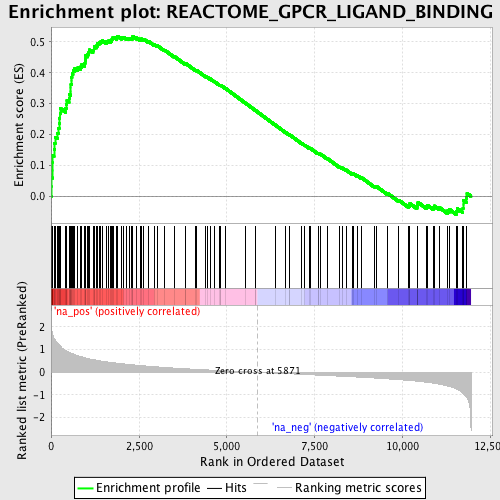 Enrichment plot: REACTOME_GPCR_LIGAND_BINDING
Enrichment score (ES)
0.5
0.4
0.3
0.2
0.1
0.0
Ranked list metric (PreRanked)
'na_pos' (positively correlated)
2
1
0
-1
-2
Zero cross at 5871
'na_neg' (negatively correlated)
0
2,500
5,000
7,500
10,000
12,500
Rank in Ordered Dataset
Enrichment profile
Hits
Ranking metric scores